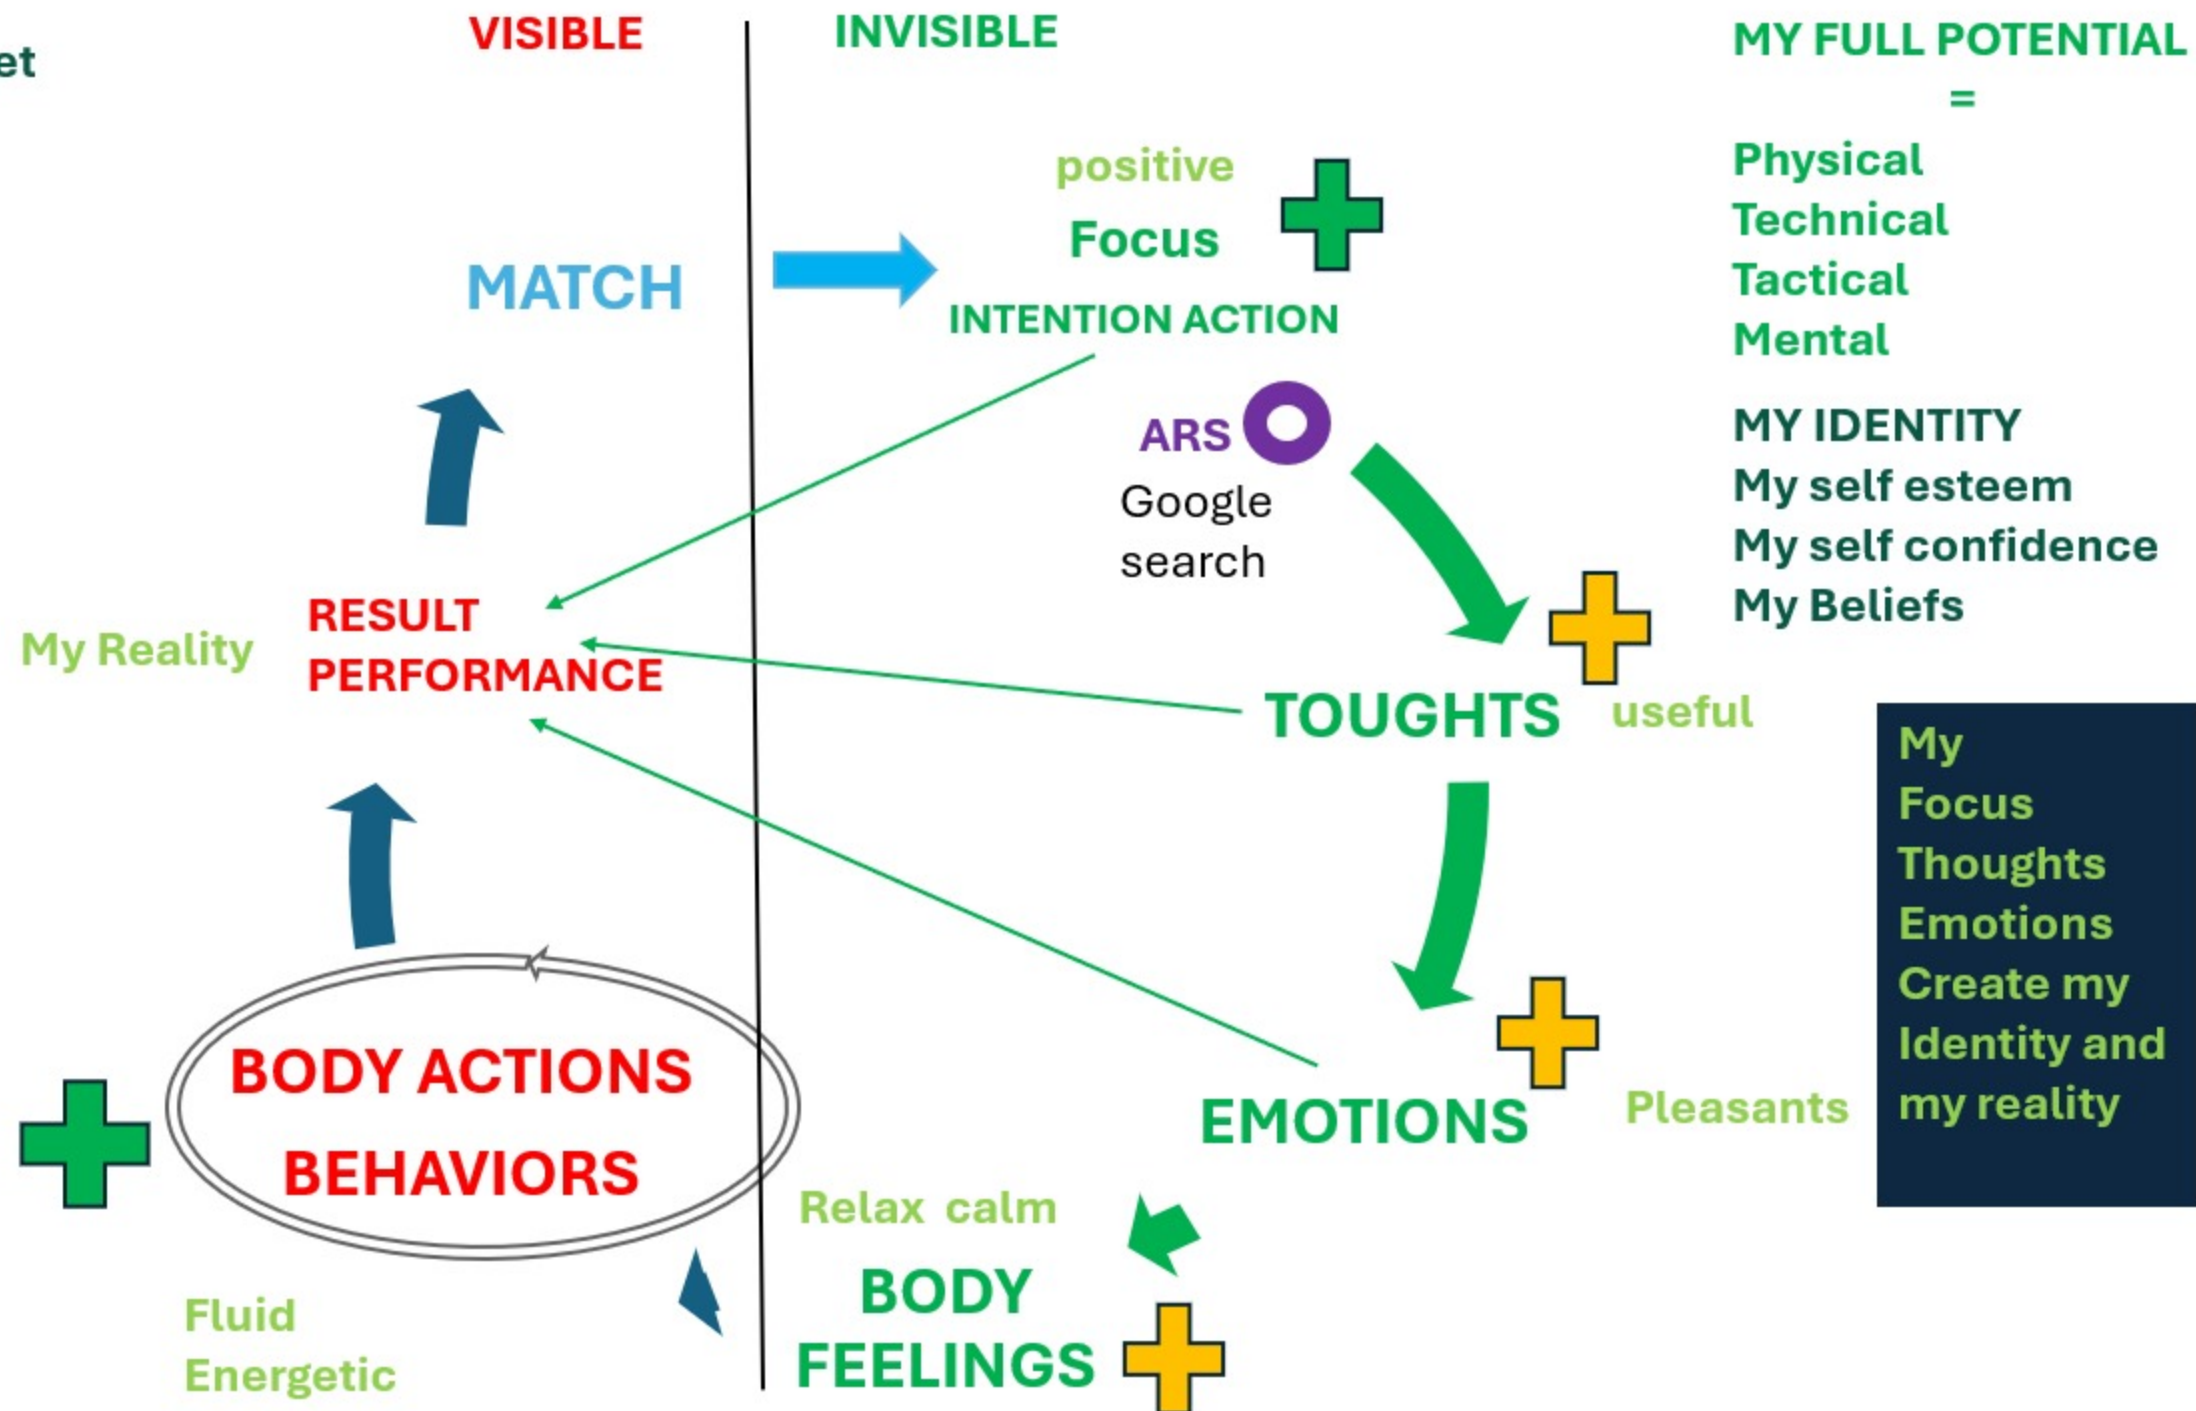 et
VISIBLE
INVISIBLE
MY FULL POTENTIAL
=
Physical
Technical
Tactical
Mental
positive
Focus
INTENTION ACTION
MATCH
ARS
Google
search
MY IDENTITY
My self esteem
My self confidence
My Beliefs
My Reality
RESULT
PERFORMANCE
TOUGHTS
useful
My
Focus
Thoughts
Emotions
Create my
Identity and
my reality
BODY ACTIONS
BEHAVIORS
EMOTIONS
Pleasants
Relax calm
BODY
FEELINGS
Fluid
Energetic